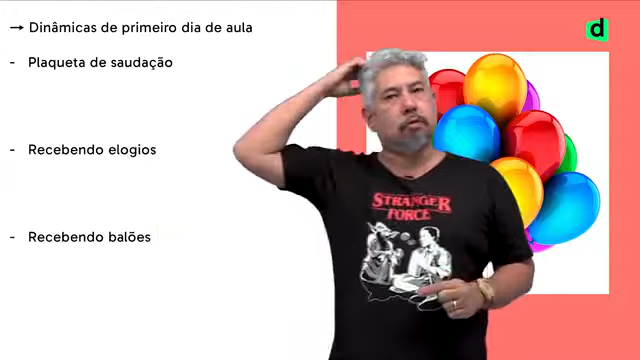 → Dinâmicas de primeiro dia de aula
- Plaqueta de saudação
- Recebendo elogios
- Recebendo balões
d
STRANGER
FORCE